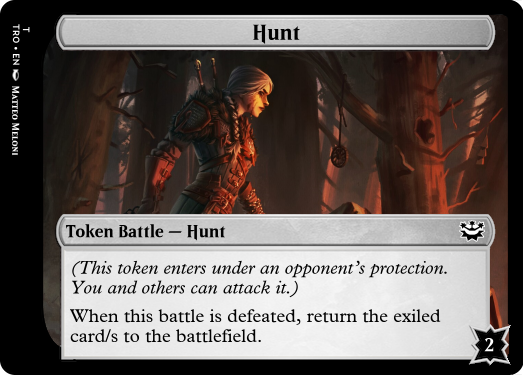 Hunt
Token Battle — Hunt
(This token enters under an opponent's protection.
You and others can attack it.)
When this battle is defeated, return the exiled
card/s to the battlefield.
2
T
TRO • EN Matteo Meloni